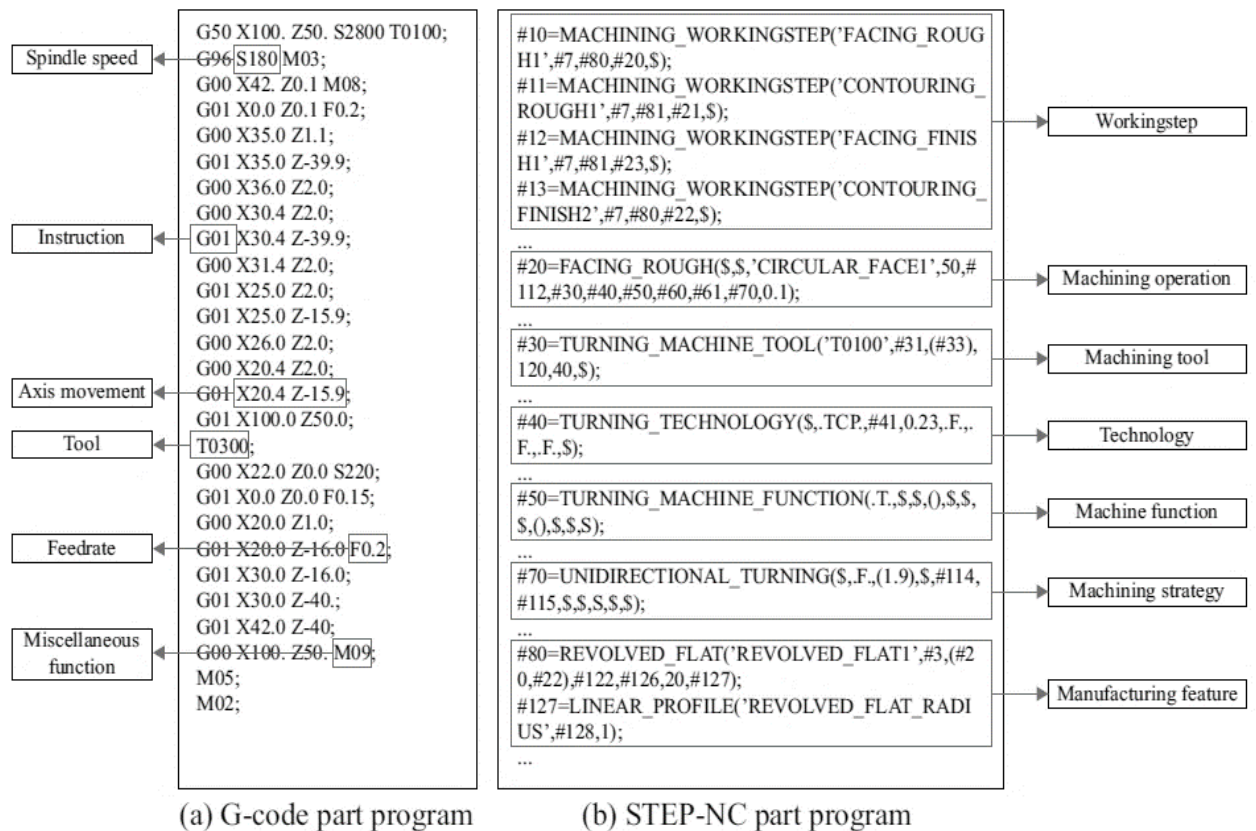 Spindle speed
Instruction
Axis movement
Tool
Feedrate
Miscellaneous
function
G50 X100. Z50. S2800 T0100;
G96 S180 M03;
G00 X42. Z0.1 M08;
G01 X0.0 Z0.1 F0.2;
G00 X35.0 Z1.1;
G01 X35.0 Z-39.9;
G00 X36.0 Z2.0;
G00 X30.4 Z2.0;
G01 X30.4 Z-39.9;
G00 X31.4 Z2.0;
G01 X25.0 Z2.0;
G01 X25.0 Z-15.9;
G00 X26.0 Z2.0;
G00 X20.4 Z2.0;
G01 X20.4 Z-15.9;
G01 X100.0 Z50.0;
T0300;
G00 X22.0 Z0.0 S220;
G01 X0.0 Z0.0 F0.15;
G00 X20.0 Z1.0;
G01 X20.0 Z-16.0 F0.2;
G01 X30.0 Z-16.0;
G01 X30.0 Z-40.;
G01 X42.0 Z-40;
G00 X100. Z50. M09;
M05;
M02;
(a) G-code part program
#10=MACHINING_WORKINGSTEP('FACING_ROUG
H1',#7,#80,#20,$);
#11=MACHINING_WORKINGSTEP('CONTOURING_
ROUGH1',#7,#81,#21,$);
#12=MACHINING_WORKINGSTEP('FACING_FINIS
H1',#7,#81,#23,$);
#13=MACHINING_WORKINGSTEP('CONTOURING_
FINISH2',#7,#80,#22,$);
...
#20=FACING_ROUGH($,$,'CIRCULAR_FACE1',50,#
112,#30,#40,#50,#60,#61,#70,0.1);
...
#30=TURNING_MACHINE_TOOL('T0100',#31,(#33),
120,40,$);
...
#40=TURNING_TECHNOLOGY($,.TCP.,#41,0.23,.F.,.
F.,.F.,$);
...
#50=TURNING_MACHINE_FUNCTION(.T.,$,$,(),$,$,
$,(),$,$,S);
...
#70=UNIDIRECTIONAL_TURNING($,.F.,(1.9),$,#114,
#115,$,$,S,$,$);
...
#80=REVOLVED_FLAT('REVOLVED_FLAT1',#3,(#2
0,#22),#122,#126,20,#127);
#127=LINEAR_PROFILE('REVOLVED_FLAT_RADI
US',#128,1);
...
(b) STEP-NC part program
Workingstep
Machining operation
Machining tool
Technology
Machine function
Machining strategy
Manufacturing feature